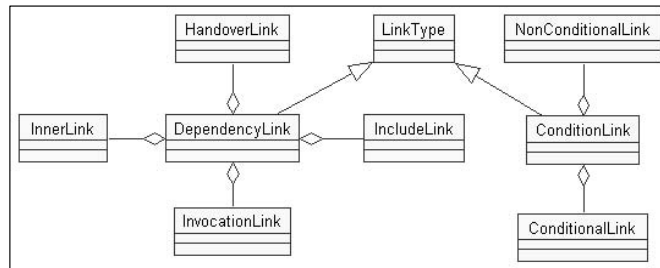 HandoverLink
LinkType
NonConditionalLink
InnerLink
DependencyLink
IncludeLink
ConditionLink
InvocationLink
ConditionalLink